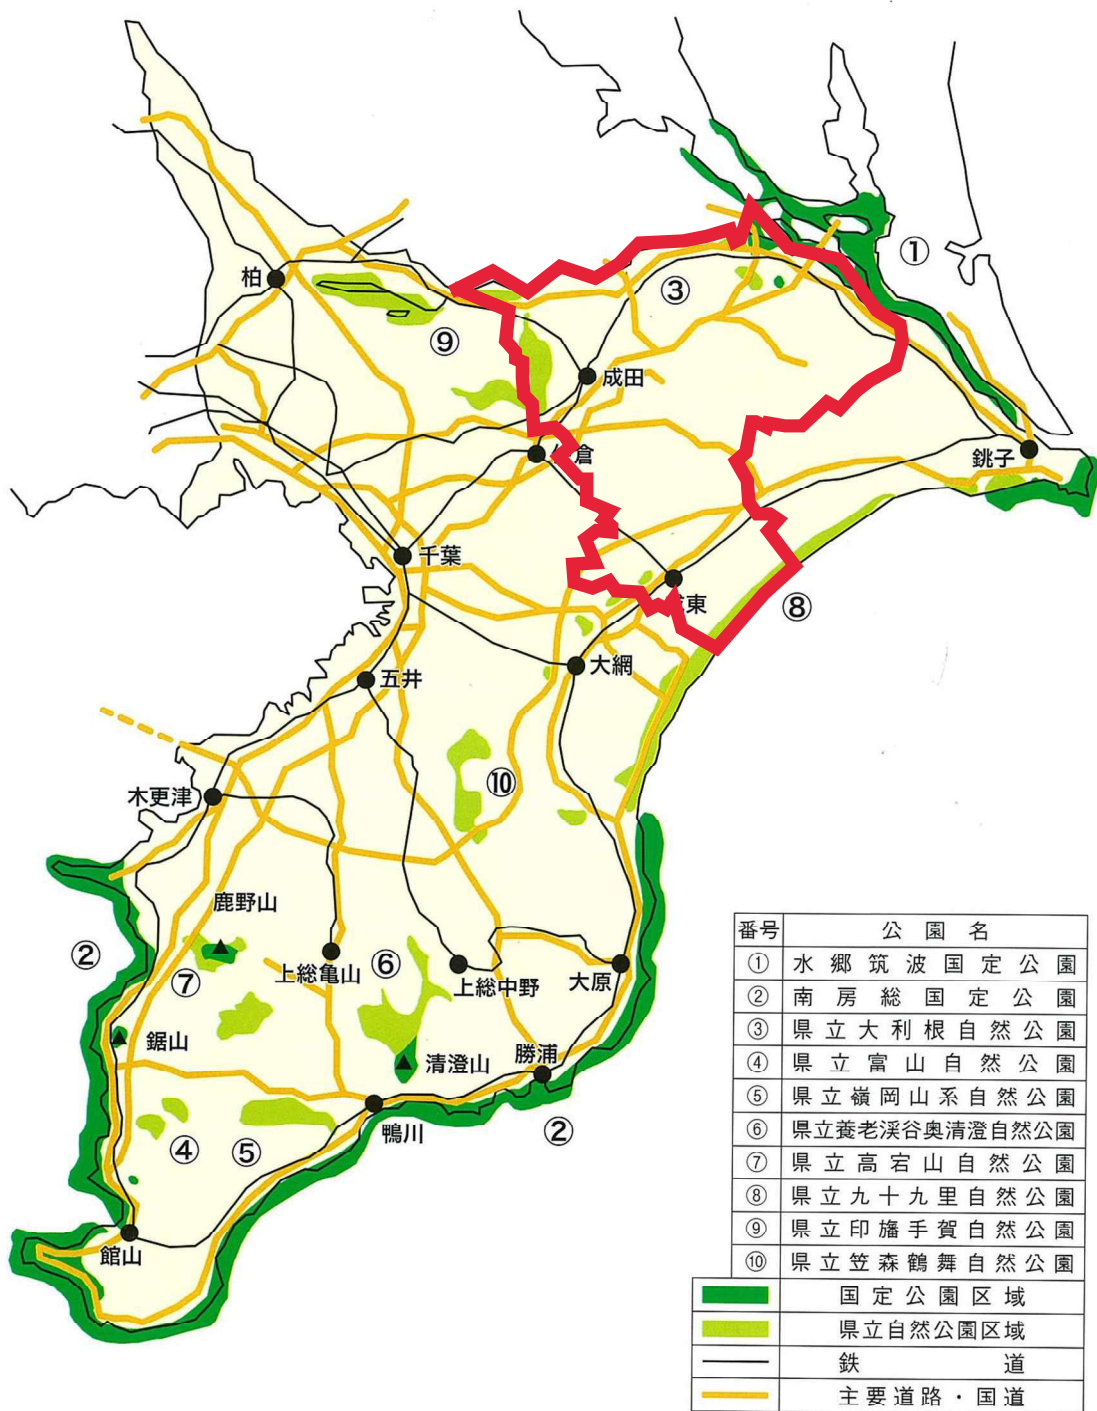 柏
①
③
⑨
成田
倉
銚子
千葉
東
⑧
大網
五井
⑩
木更津
鹿野山
②
⑥
⑦
上総亀山
上総中野
大原
鋸山
清澄山
勝浦
鴨川
②
④
⑤
館山
番号 公園名
① 水郷筑波国定公園
② 南房総国定公園
③ 県立大利根自然公園
④ 県立富山自然公園
⑤ 県立嶺岡山系自然公園
⑥ 県立養老渓谷奥清澄自然公園
⑦ 県立高宕山自然公園
⑧ 県立九十九里自然公園
⑨ 県立印旛手賀自然公園
⑩ 県立笠森鶴舞自然公園
国定公園区域
県立自然公園区域
鉄道
主要道路・国道